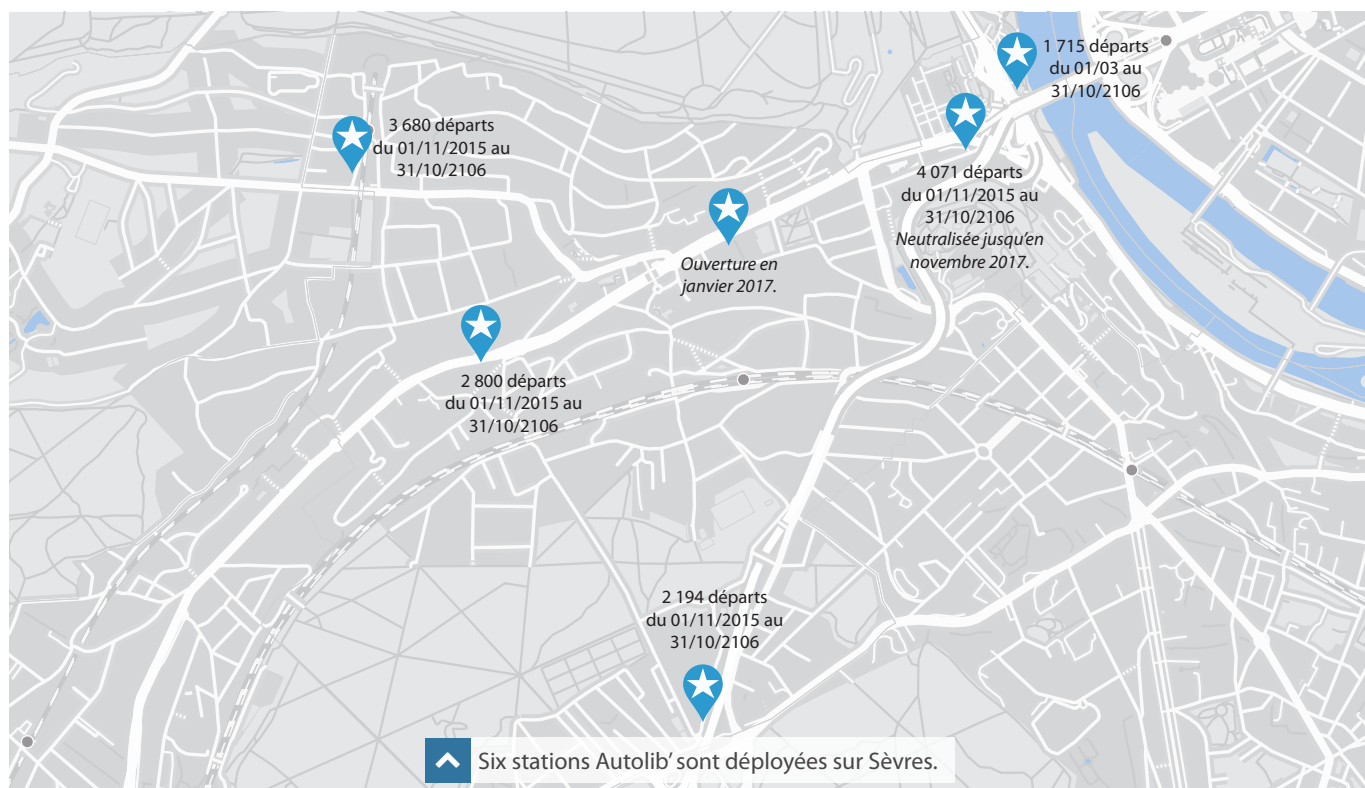 1 715 départs
du 01/03 au
31/10/2106
3 680 départs
du 01/11/2015 au
31/10/2106
4 071 départs
du 01/11/2015 au
31/10/2106
Neutralisée jusqu'en
novembre 2017.
Ouverture en
janvier 2017.
2 800 départs
du 01/11/2015 au
31/10/2106
2 194 départs
du 01/11/2015 au
31/10/2106
Six stations Autolib' sont déployées sur Sèvres.